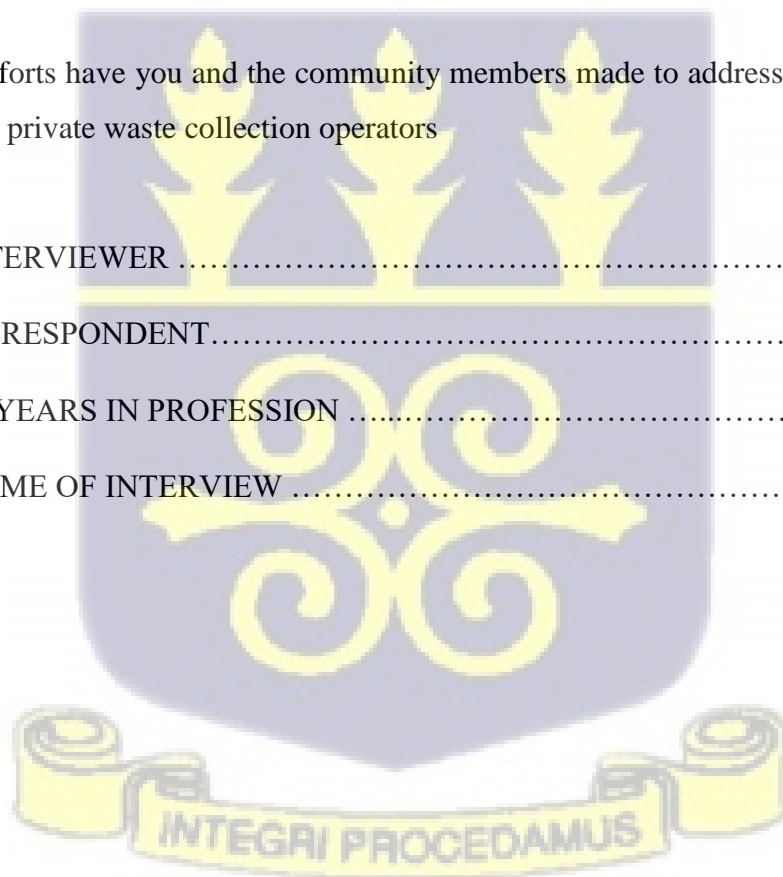 forts have you and the community members made to address
private waste collection operators
TERVIEWER ……………………………………………………
RESPONDENT………………………………………………
YEARS IN PROFESSION …..…………………………………
ME OF INTERVIEW …………………………………………
INTEGRI PROCEDAMUS